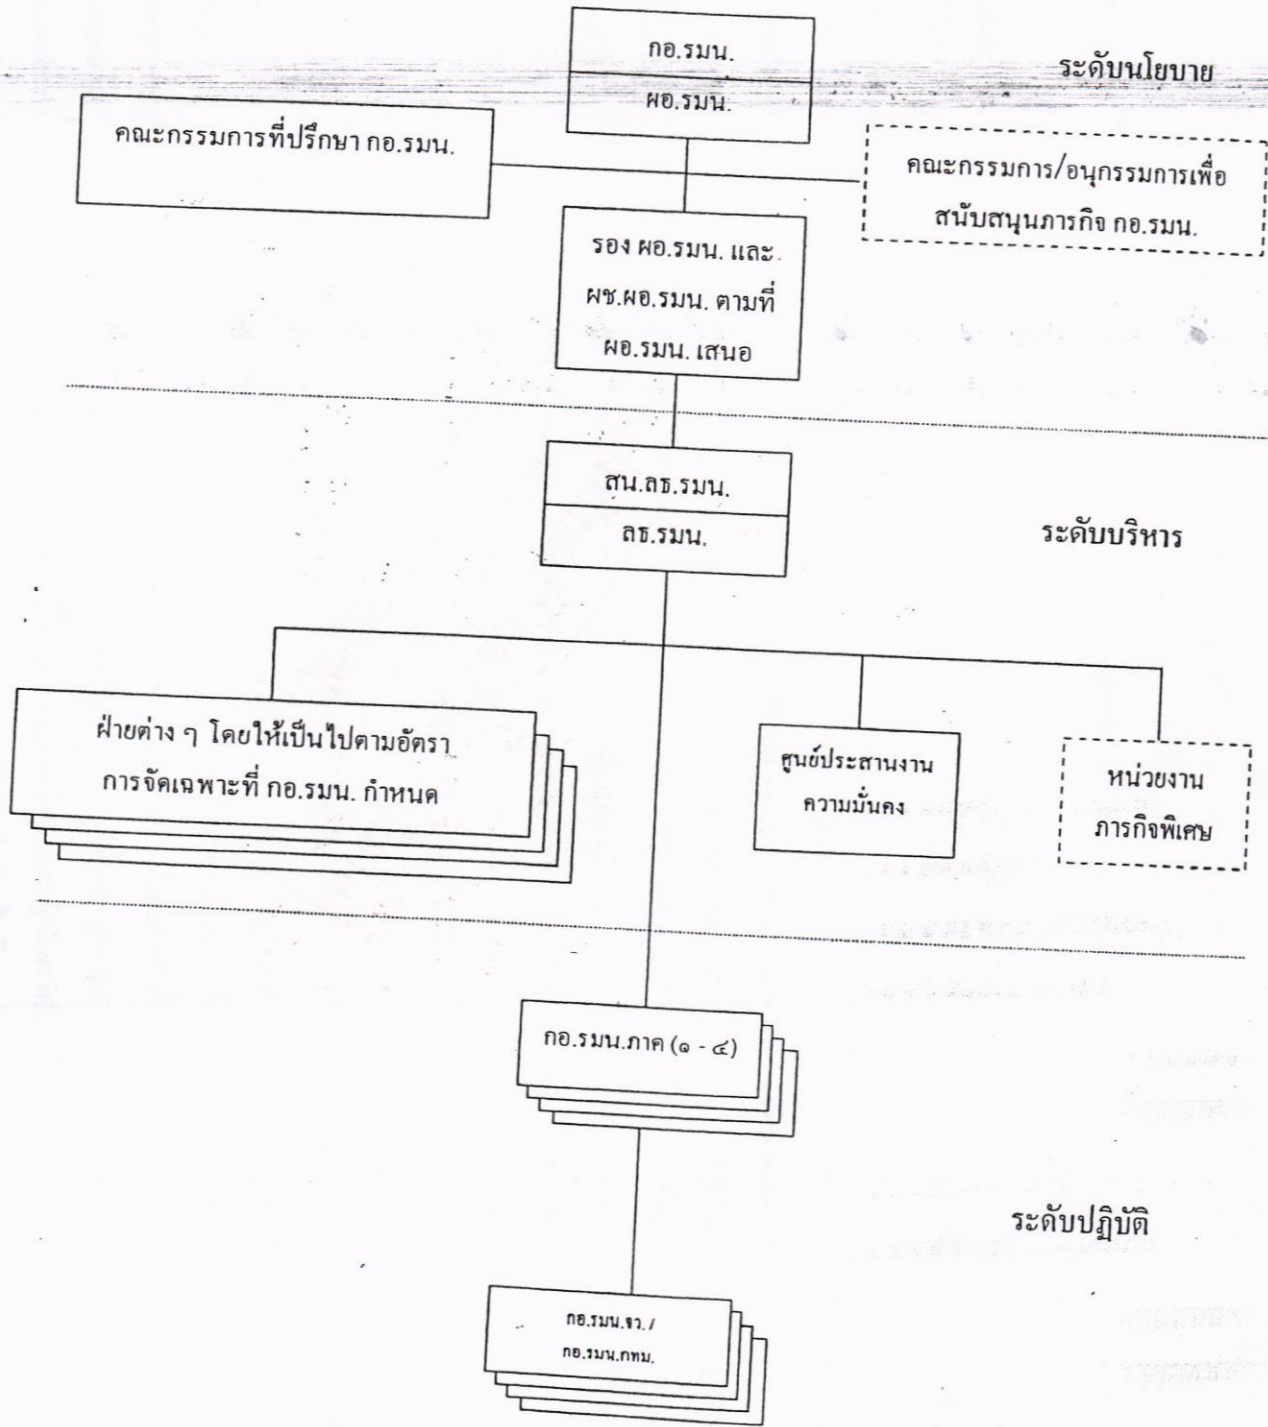 กอ.รมน.
ผอ.รมน.
ระดับนโยบาย
คณะกรรมการที่ปรึกษา กอ.รมน.
คณะกรรมการ/อนุกรรมการเพื่อ
สนับสนุนภารกิจ กอ.รมน.
รอง ผอ.รมน. และ
ผช.ผอ.รมน. ตามที่
ผอ.รมน. เสนอ
สน.ลธ.รมน.
ลธ.รมน.
ระดับบริหาร
ฝ่ายต่าง ๆ โดยให้เป็นไปตามอัตรา
การจัดเฉพาะที่ กอ.รมน. กำหนด
ศูนย์ประสานงาน
ความมั่นคง
หน่วยงาน
ภารกิจพิเศษ
กอ.รมน.ภาค (๑ - ๔)
ระดับปฏิบัติ
กอ.รมน.จว. /
กอ.รมน.กทม.